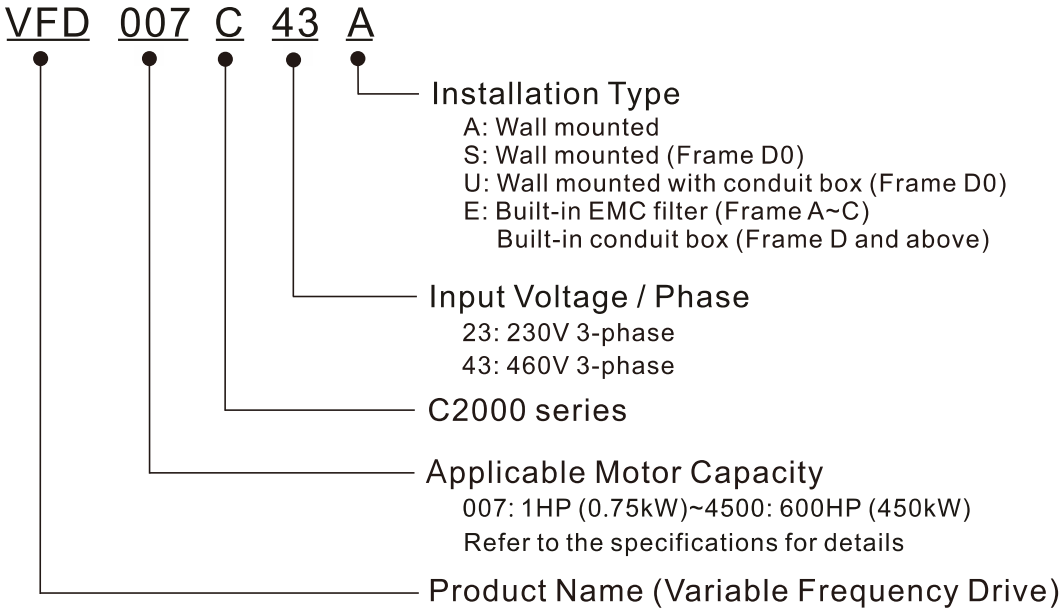 VFD 007 C 43 A
Installation Type
A: Wall mounted
S: Wall mounted (Frame D0)
U: Wall mounted with conduit box (Frame D0)
E: Built-in EMC filter (Frame A~C)
Built-in conduit box (Frame D and above)
Input Voltage / Phase
23: 230V 3-phase
43: 460V 3-phase
C2000 series
Applicable Motor Capacity
007: 1HP (0.75kW)~4500: 600HP (450kW)
Refer to the specifications for details
Product Name (Variable Frequency Drive)